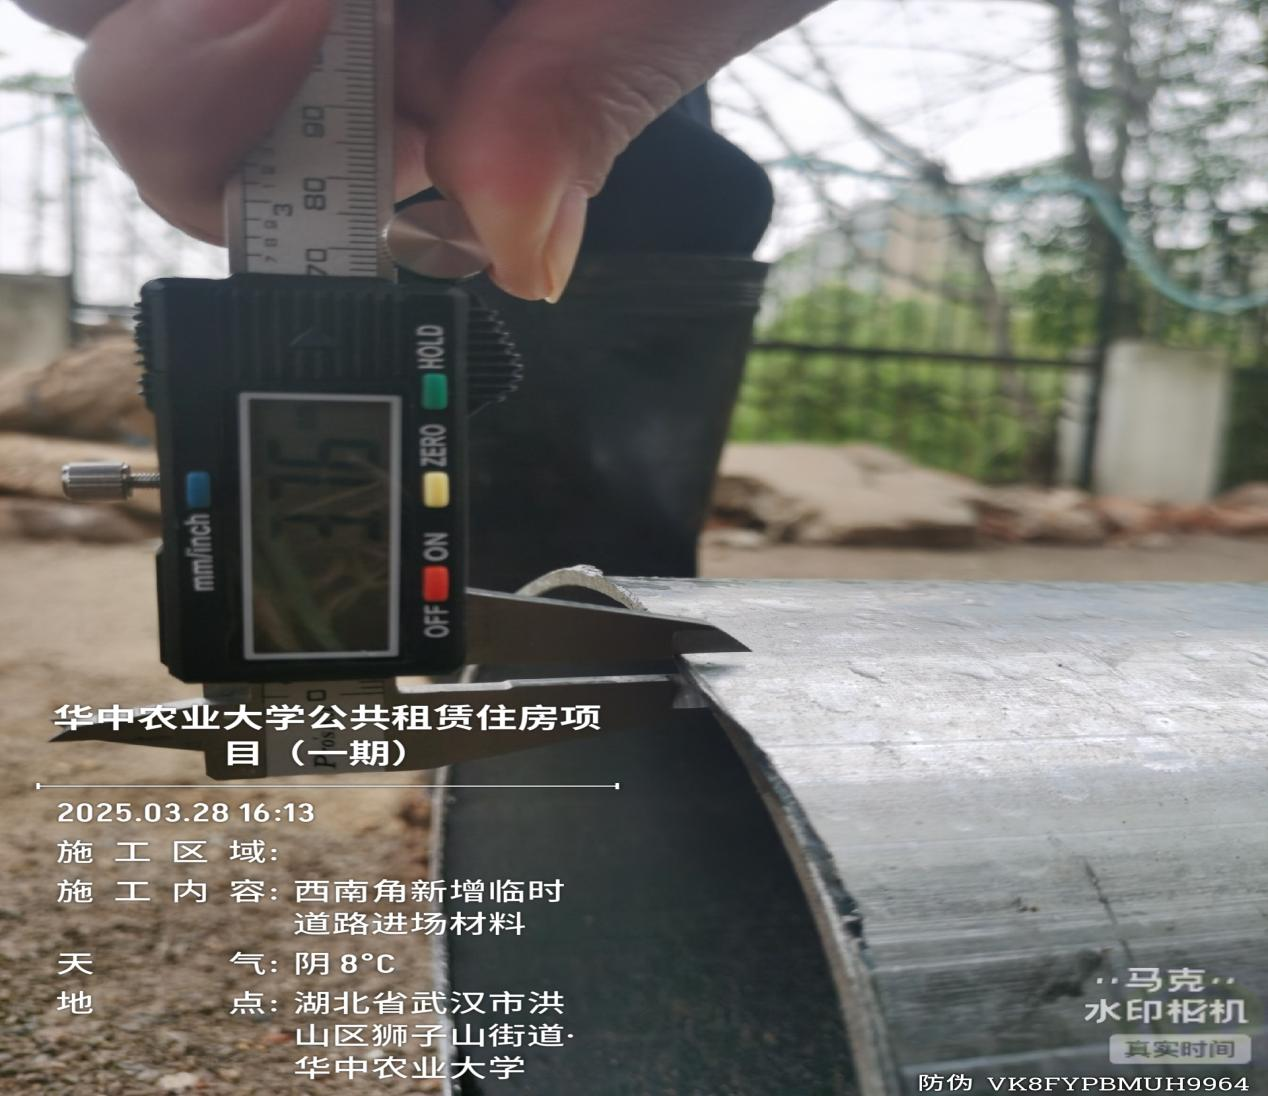 90
80
3
70
HOLD
ZERO
ON
OFF
mm/inch
华中农业大学公共租赁住房项
目（一期）
2025.03.28 16:13
施工区域:
施工内容: 西南角新增临时
道路进场材料
天气: 阴 8°C
地点: 湖北省武汉市洪
山区狮子山街道·
华中农业大学
马克
水印相机
真实时间
防伪 VK8FYPBMUH9964